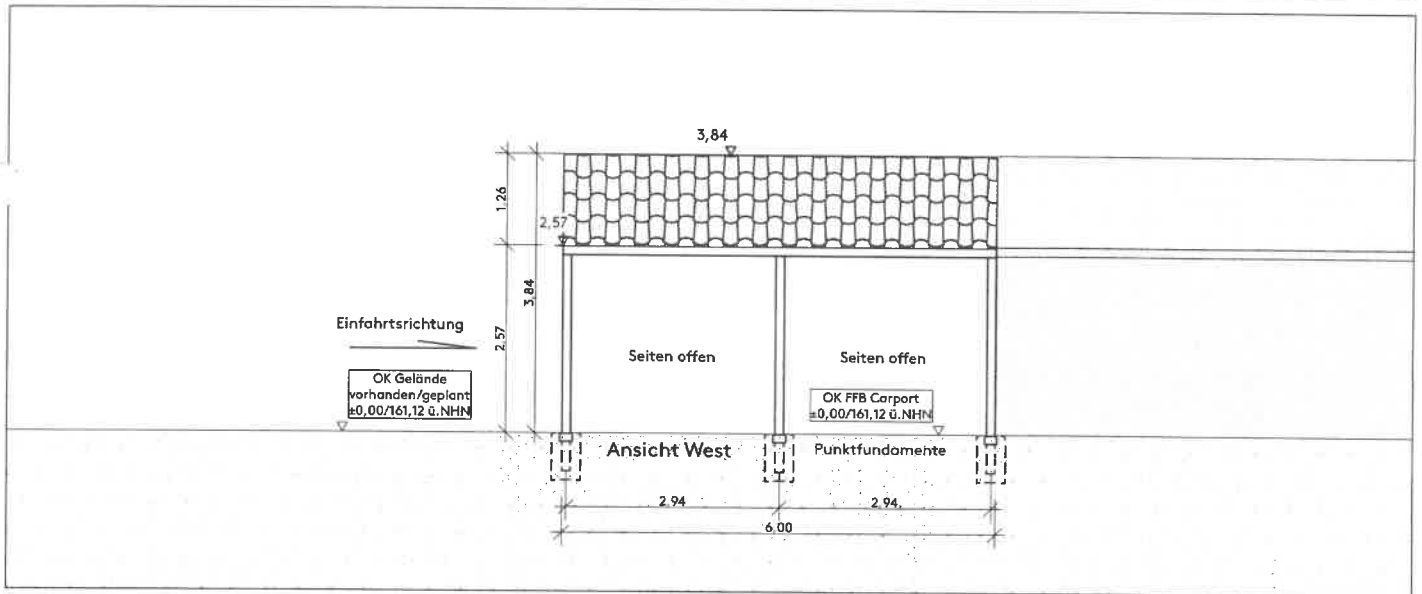 3,84
1,26
2,57
3,84
2,57
Einfahrtsrichtung
Seiten offen
Seiten offen
OK Gelände
vorhanden/geplant
±0,00/161,12 ü.NHN
OK FFB Carport
±0,00/161,12 ü.NHN
Ansicht West
Punktfundamente
2.94
2.94
6.00